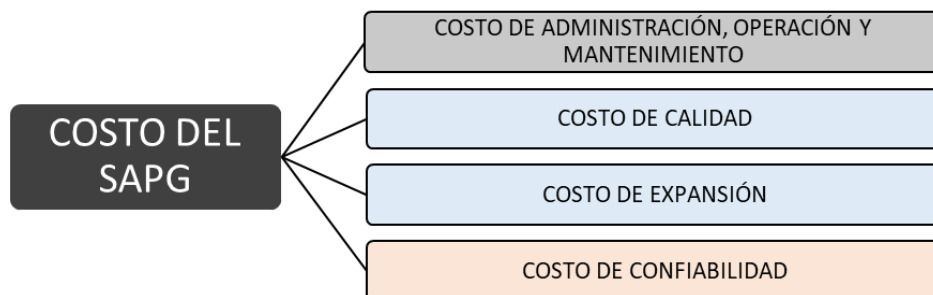 COSTO DEL
SAPG
COSTO DE ADMINISTRACIÓN, OPERACIÓN Y
MANTENIMIENTO
COSTO DE CALIDAD
COSTO DE EXPANSIÓN
COSTO DE CONFIABILIDAD